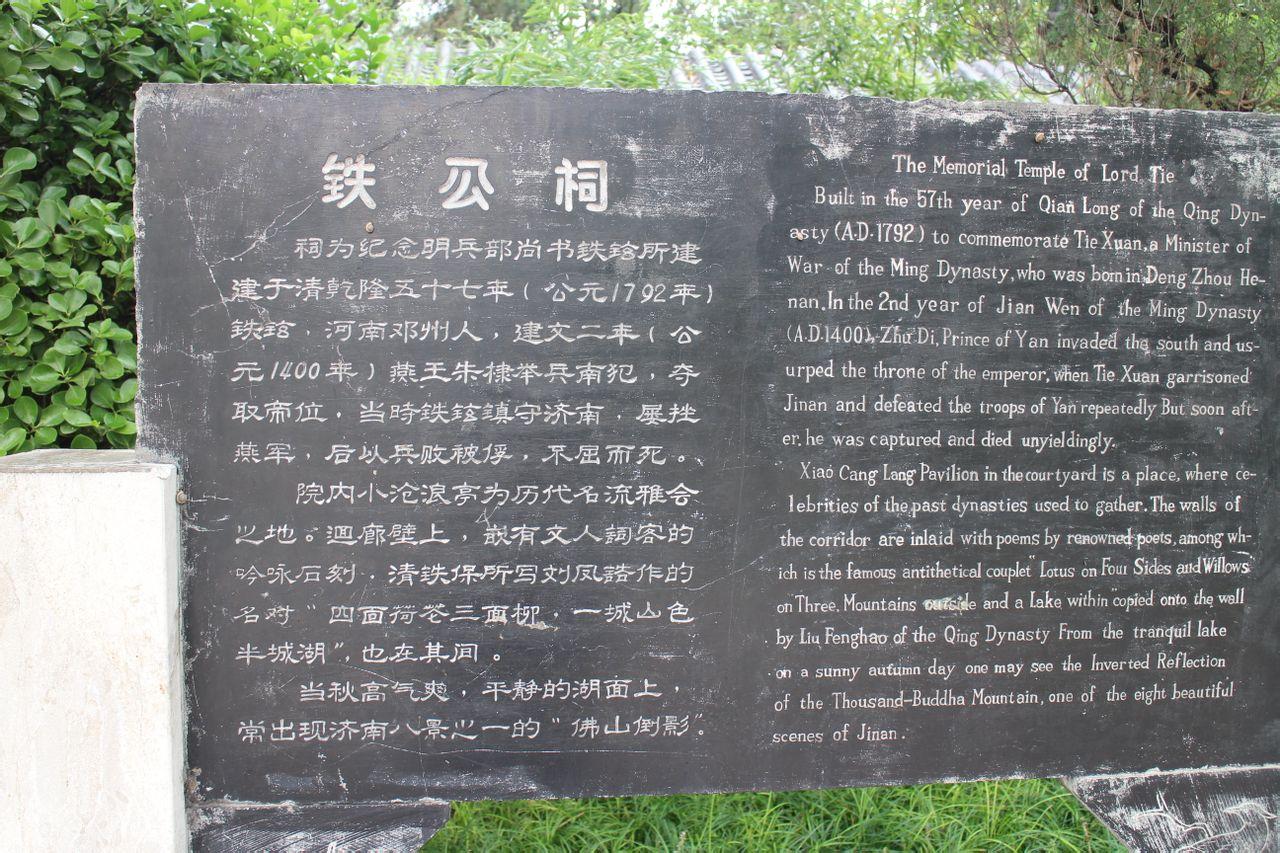 铁公祠
祠为纪念明兵部尚书铁铉所建
建于清乾隆五十七年（公元1792年）
铁铉，河南邓州人，建文二年（公
元1400年）燕王朱棣举兵南犯，夺
取帝位，当時铁铉鎮守济南，屡挫
燕军，后以兵败被俘，不屈而死。
院内小沧浪亭为历代名流雅会
之地。迴廊壁上，嵌有文人詞客的
吟咏石刻，清铁保所写刘凤誥作的
名对“四面荷花三面柳，一城山色
半城湖”，也在其间。
当秋高气爽，平静的湖面上，
常出现济南八景之一的“佛山倒影”。
The Memorial Temple of Lord Tie
Built in the 57th year of Qian Long of the Qing Dyn-
asty (A.D.1792) to commemorate Tie Xuan, a Minister of
War of the Ming Dynasty, who was born in Deng Zhou He-
nan. In the 2nd year of Jian Wen of the Ming Dynasty
(A.D.1400), Zhu Di, Prince of Yan invaded the south and us-
urped the throne of the emperor, when Tie Xuan garrisoned
Jinan and defeated the troops of Yan repeatedly But soon aft-
er, he was captured and died unyieldingly.
Xiao Cang Lang Pavilion in the courtyard is a place, where ce-
lebrities of the past dynasties used to gather. The walls of
the corridor are inlaid with poems by renowned poets, among wh-
ich is the famous antithetical couplet "Lotus on Four Sides and Willows
on Three, Mountains outside and a Lake within" copied onto the wall
by Liu Fenghao of the Qing Dynasty From the tranquil lake
on a sunny autumn day one may see the Inverted Reflection
of the Thousand-Buddha Mountain, one of the eight beautiful
scenes of Jinan.